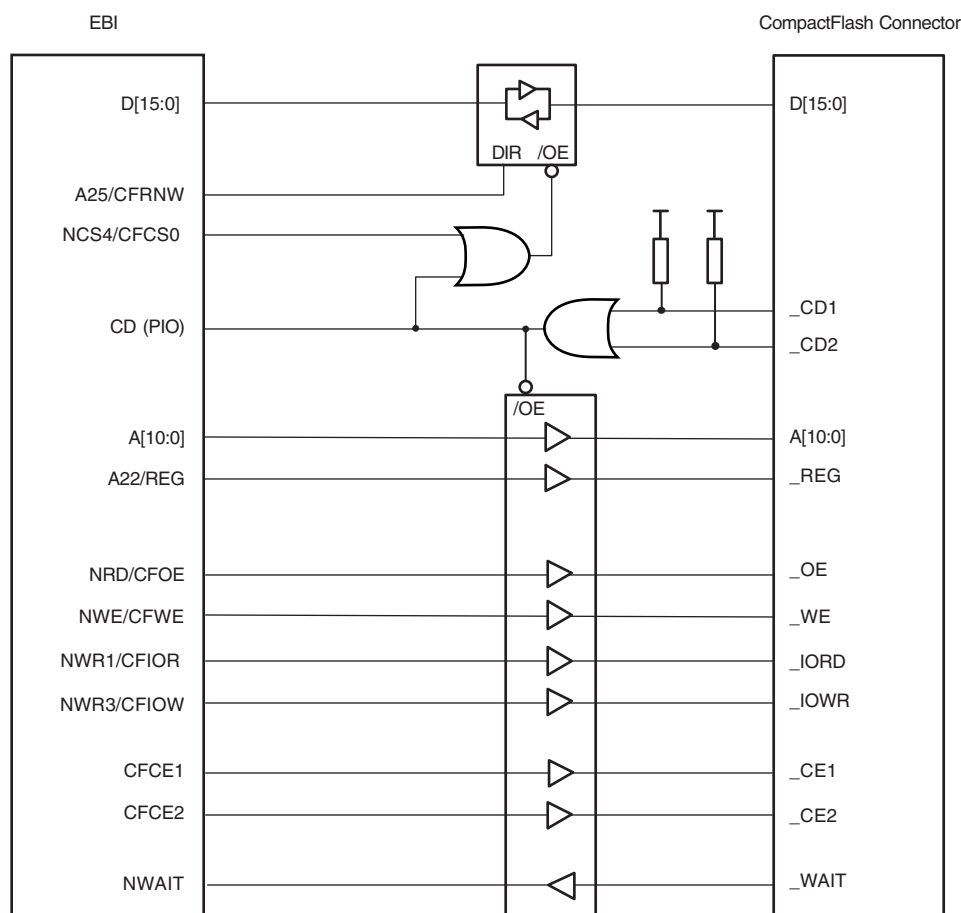 EBI CompactFlash Connector
D[15:0] D[15:0]
DIR /OE
A25/CFRNW
NCS4/CFCS0
_CD1
CD (PIO)
_CD2
/OE
A[10:0] A[10:0]
A22/REG _REG
NRD/CFOE _OE
NWE/CFWE _WE
NWR1/CFIOR _IORD
NWR3/CFIOW _IOWR
CFCE1 _CE1
CFCE2 _CE2
NWAIT _WAIT